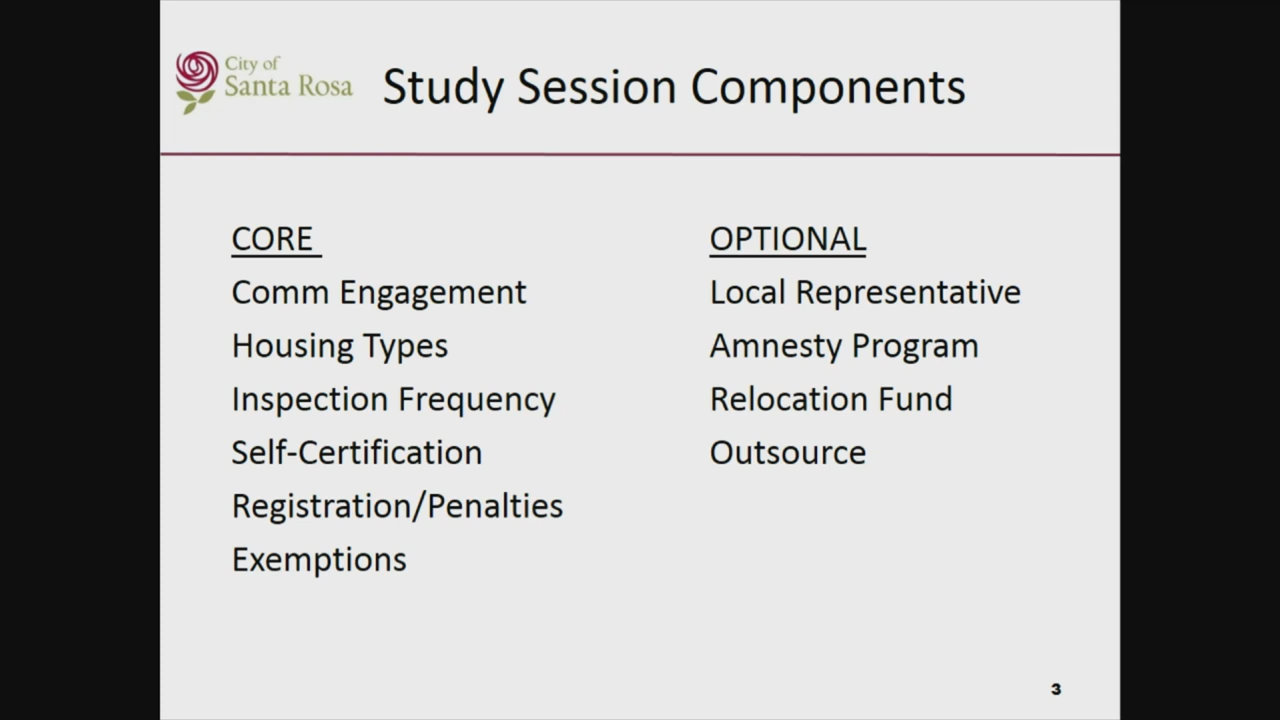 City of
Santa Rosa
Study Session Components
CORE
Comm Engagement
Housing Types
Inspection Frequency
Self-Certification
Registration/Penalties
Exemptions
OPTIONAL
Local Representative
Amnesty Program
Relocation Fund
Outsource
3